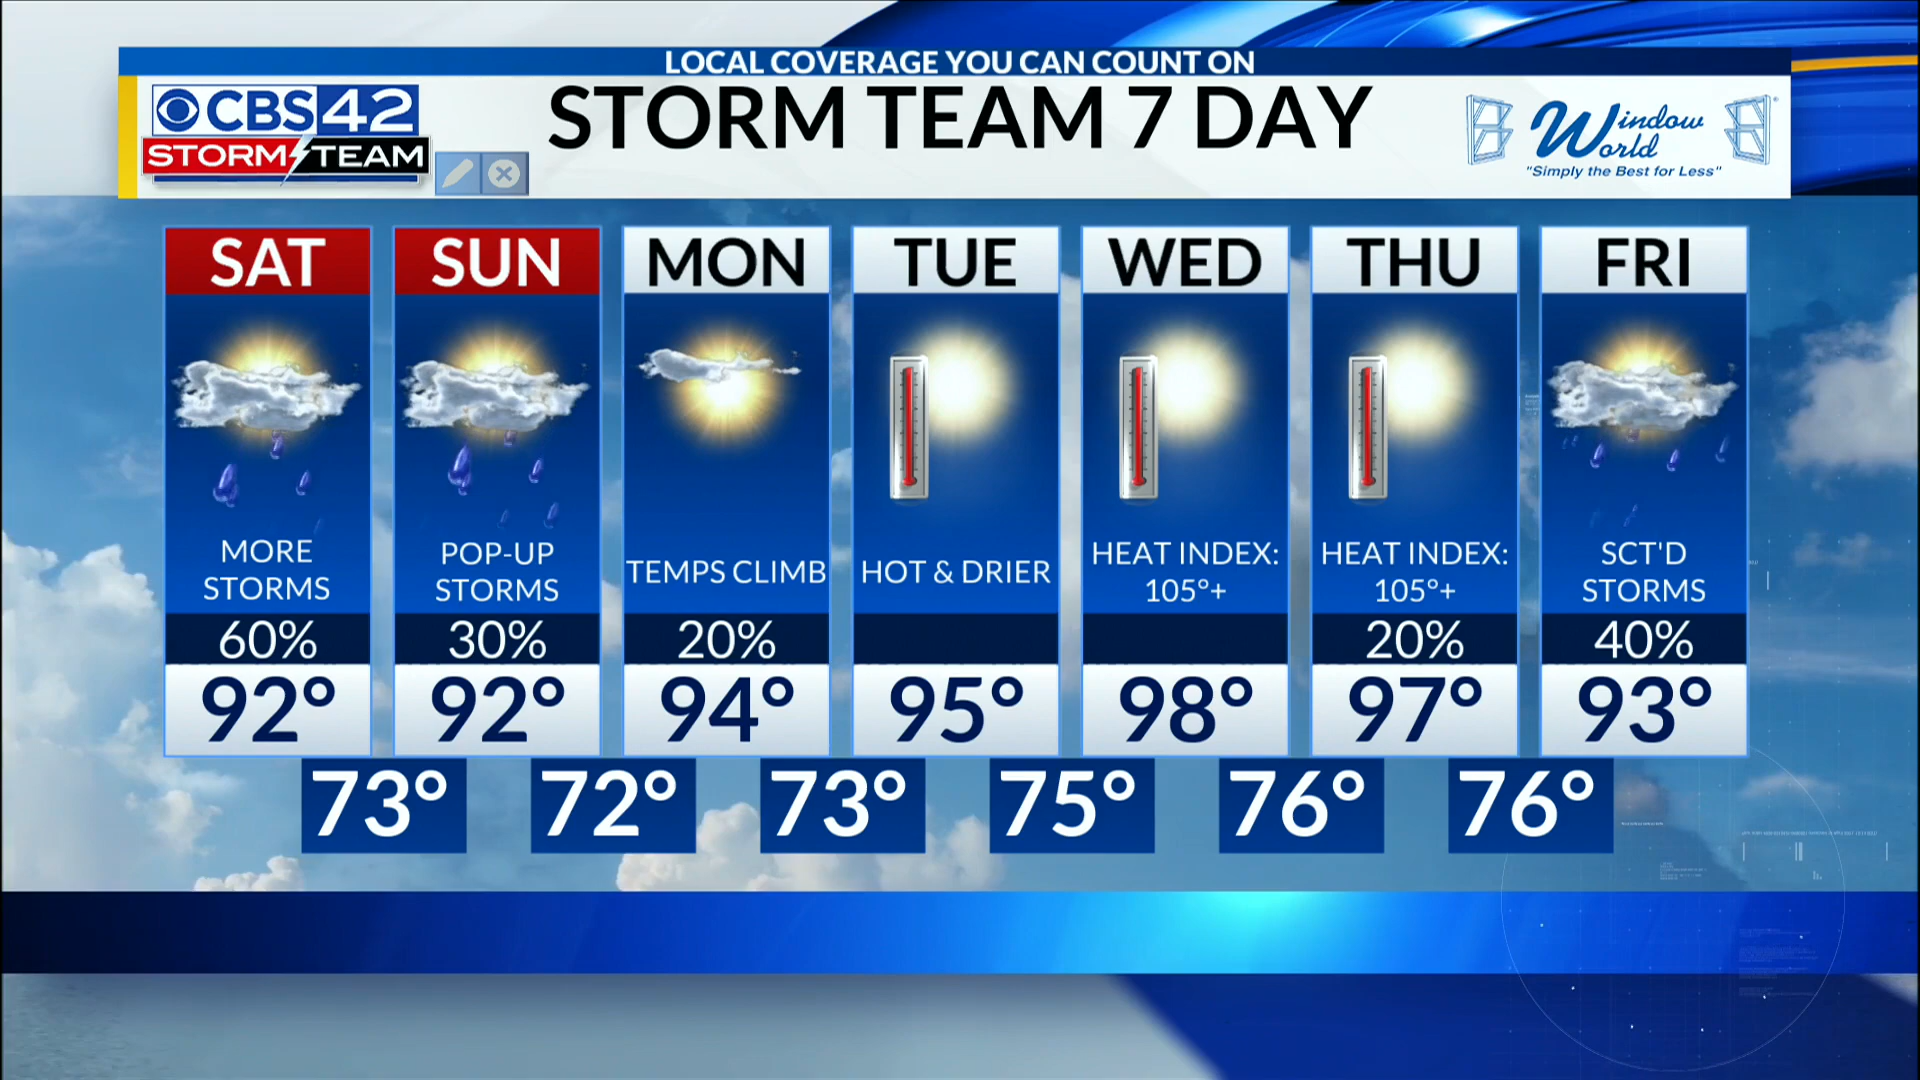 LOCAL COVERAGE YOU CAN COUNT ON
CBS 42
STORM TEAM
STORM TEAM 7 DAY
Window World
"Simply the Best for Less"
SAT
MORE
STORMS
60%
92°
SUN
POP-UP
STORMS
30%
92°
MON
TEMPS CLIMB
20%
94°
TUE
HOT & DRIER
95°
WED
HEAT INDEX:
105°+
98°
THU
HEAT INDEX:
105°+
20%
97°
FRI
SCT'D
STORMS
40%
93°
73° 72° 73° 75° 76° 76°